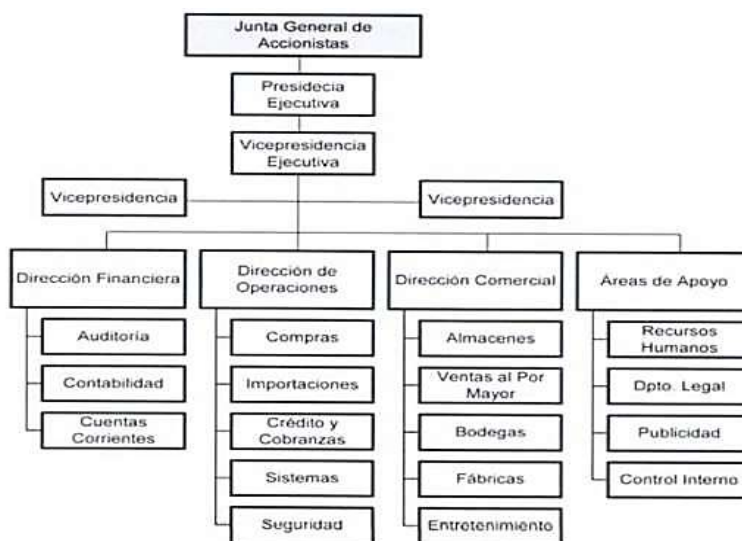 Junta General de
Accionistas
Presidecia
Ejecutiva
Vicepresidencia
Ejecutiva
Vicepresidencia
Vicepresidencia
Dirección Financiera
Dirección de
Operaciones
Dirección Comercial
Áreas de Apoyo
Auditoría
Contabilidad
Cuentas
Corrientes
Compras
Importaciones
Crédito y
Cobranzas
Sistemas
Seguridad
Almacenes
Ventas al Por
Mayor
Bodegas
Fábricas
Entretenimiento
Recursos
Humanos
Dpto. Legal
Publicidad
Control Interno